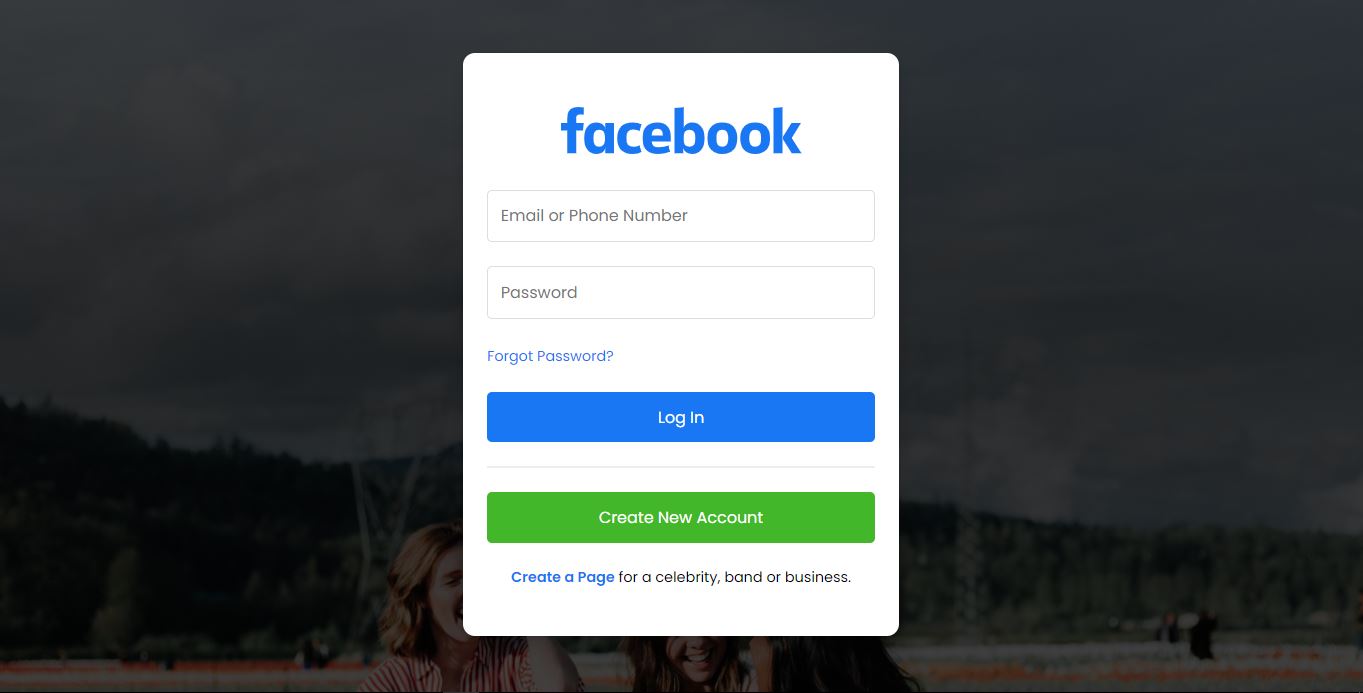 facebook
Email or Phone Number
Password
Forgot Password?
Log In
Create New Account
Create a Page for a celebrity, band or business.